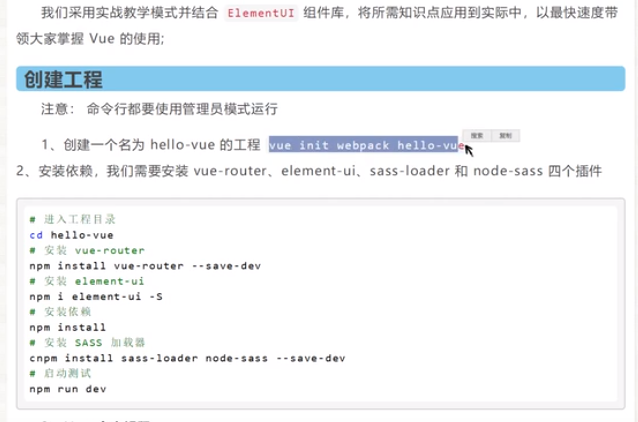 我们采用实战教学模式并结合 ElementUI 组件库，将所需知识点应用到实际中，以最快速度带
领大家掌握 Vue 的使用;
创建工程
注意： 命令行都要使用管理员模式运行
1、创建一个名为 hello-vue 的工程 vue init webpack hello-vue
搜索 复制
2、安装依赖，我们需要安装 vue-router、element-ui、sass-loader 和 node-sass 四个插件
# 进入工程目录
cd hello-vue
# 安装 vue-router
npm install vue-router --save-dev
# 安装 element-ui
npm i element-ui -S
# 安装依赖
npm install
# 安装 SASS 加载器
cnpm install sass-loader node-sass --save-dev
# 启动测试
npm run dev